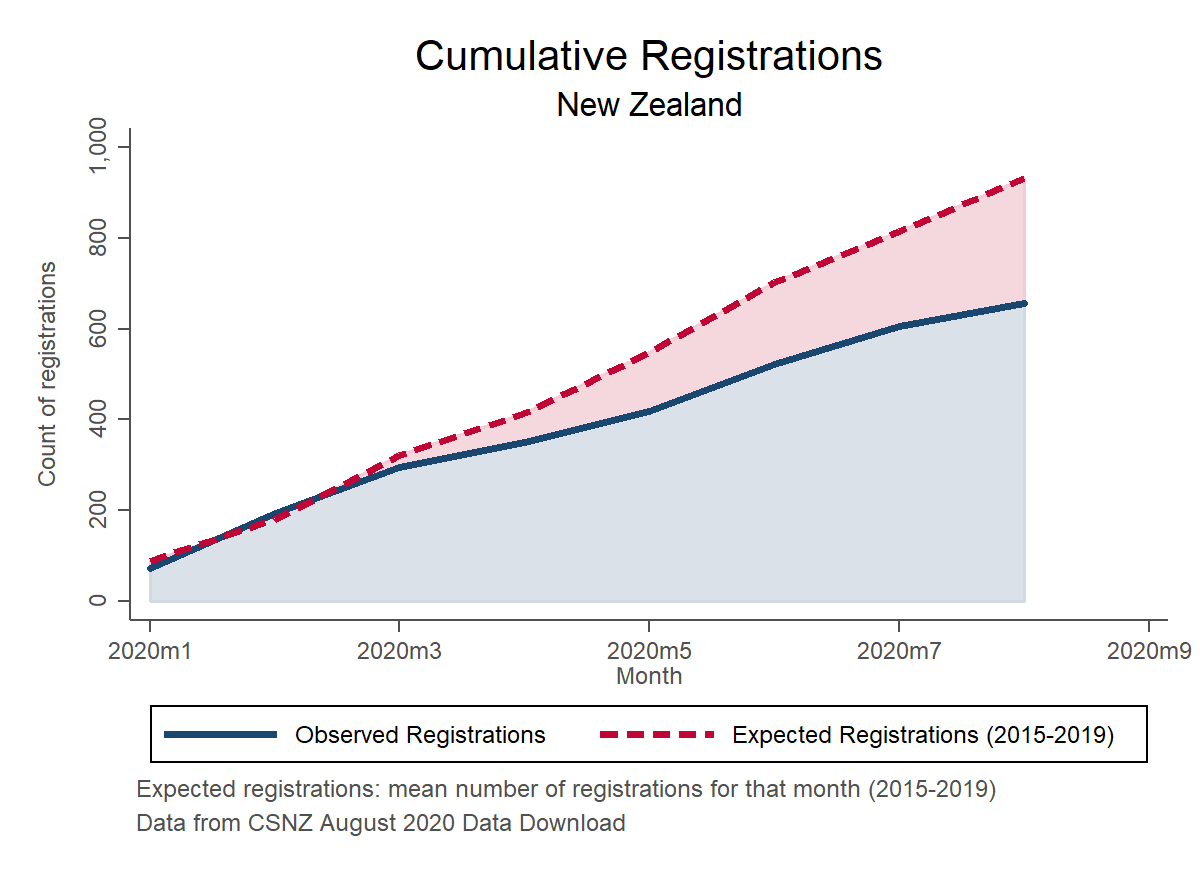 Cumulative Registrations
New Zealand
Count of registrations
1,000
800
600
400
200
0
2020m1 2020m3 2020m5 2020m7 2020m9
Month
Observed Registrations Expected Registrations (2015-2019)
Expected registrations: mean number of registrations for that month (2015-2019)
Data from CSNZ August 2020 Data Download